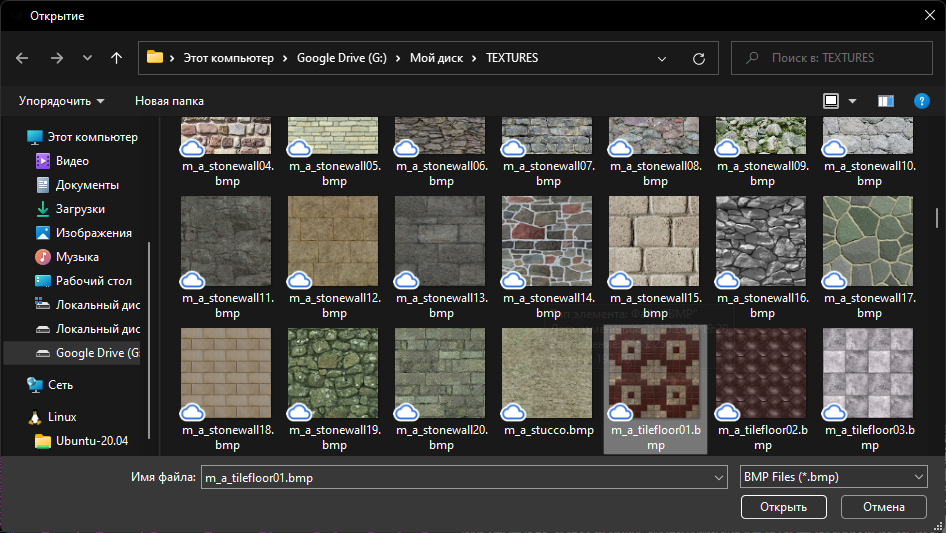 Открытие
Этот компьютер
Google Drive (G:)
Мой диск
TEXTURES
Поиск в: TEXTURES
Упорядочить
Новая папка
?
Этот компьютер
Видео
Документы
Загрузки
Изображения
Музыка
Рабочий стол
Локальный дис
Локальный дис
Google Drive (G:
Сеть
Linux
Ubuntu-20.04
m_a_stonewall04.
bmp
m_a_stonewall05.
bmp
m_a_stonewall06.
bmp
m_a_stonewall07.
bmp
m_a_stonewall08.
bmp
m_a_stonewall09.
bmp
m_a_stonewall10.
bmp
m_a_stonewall11.
bmp
m_a_stonewall12.
bmp
m_a_stonewall13.
bmp
m_a_stonewall14.
bmp
m_a_stonewall15.
bmp
m_a_stonewall16.
bmp
m_a_stonewall17.
bmp
m_a_stonewall18.
bmp
m_a_stonewall19.
bmp
m_a_stonewall20.
bmp
m_a_stucco.bmp
m_a_tilefloor01.b
mp
m_a_tilefloor02.b
mp
m_a_tilefloor03.b
mp
Имя файла:
m_a_tilefloor01.bmp
BMP Files (*.bmp)
Открыть
Отмена